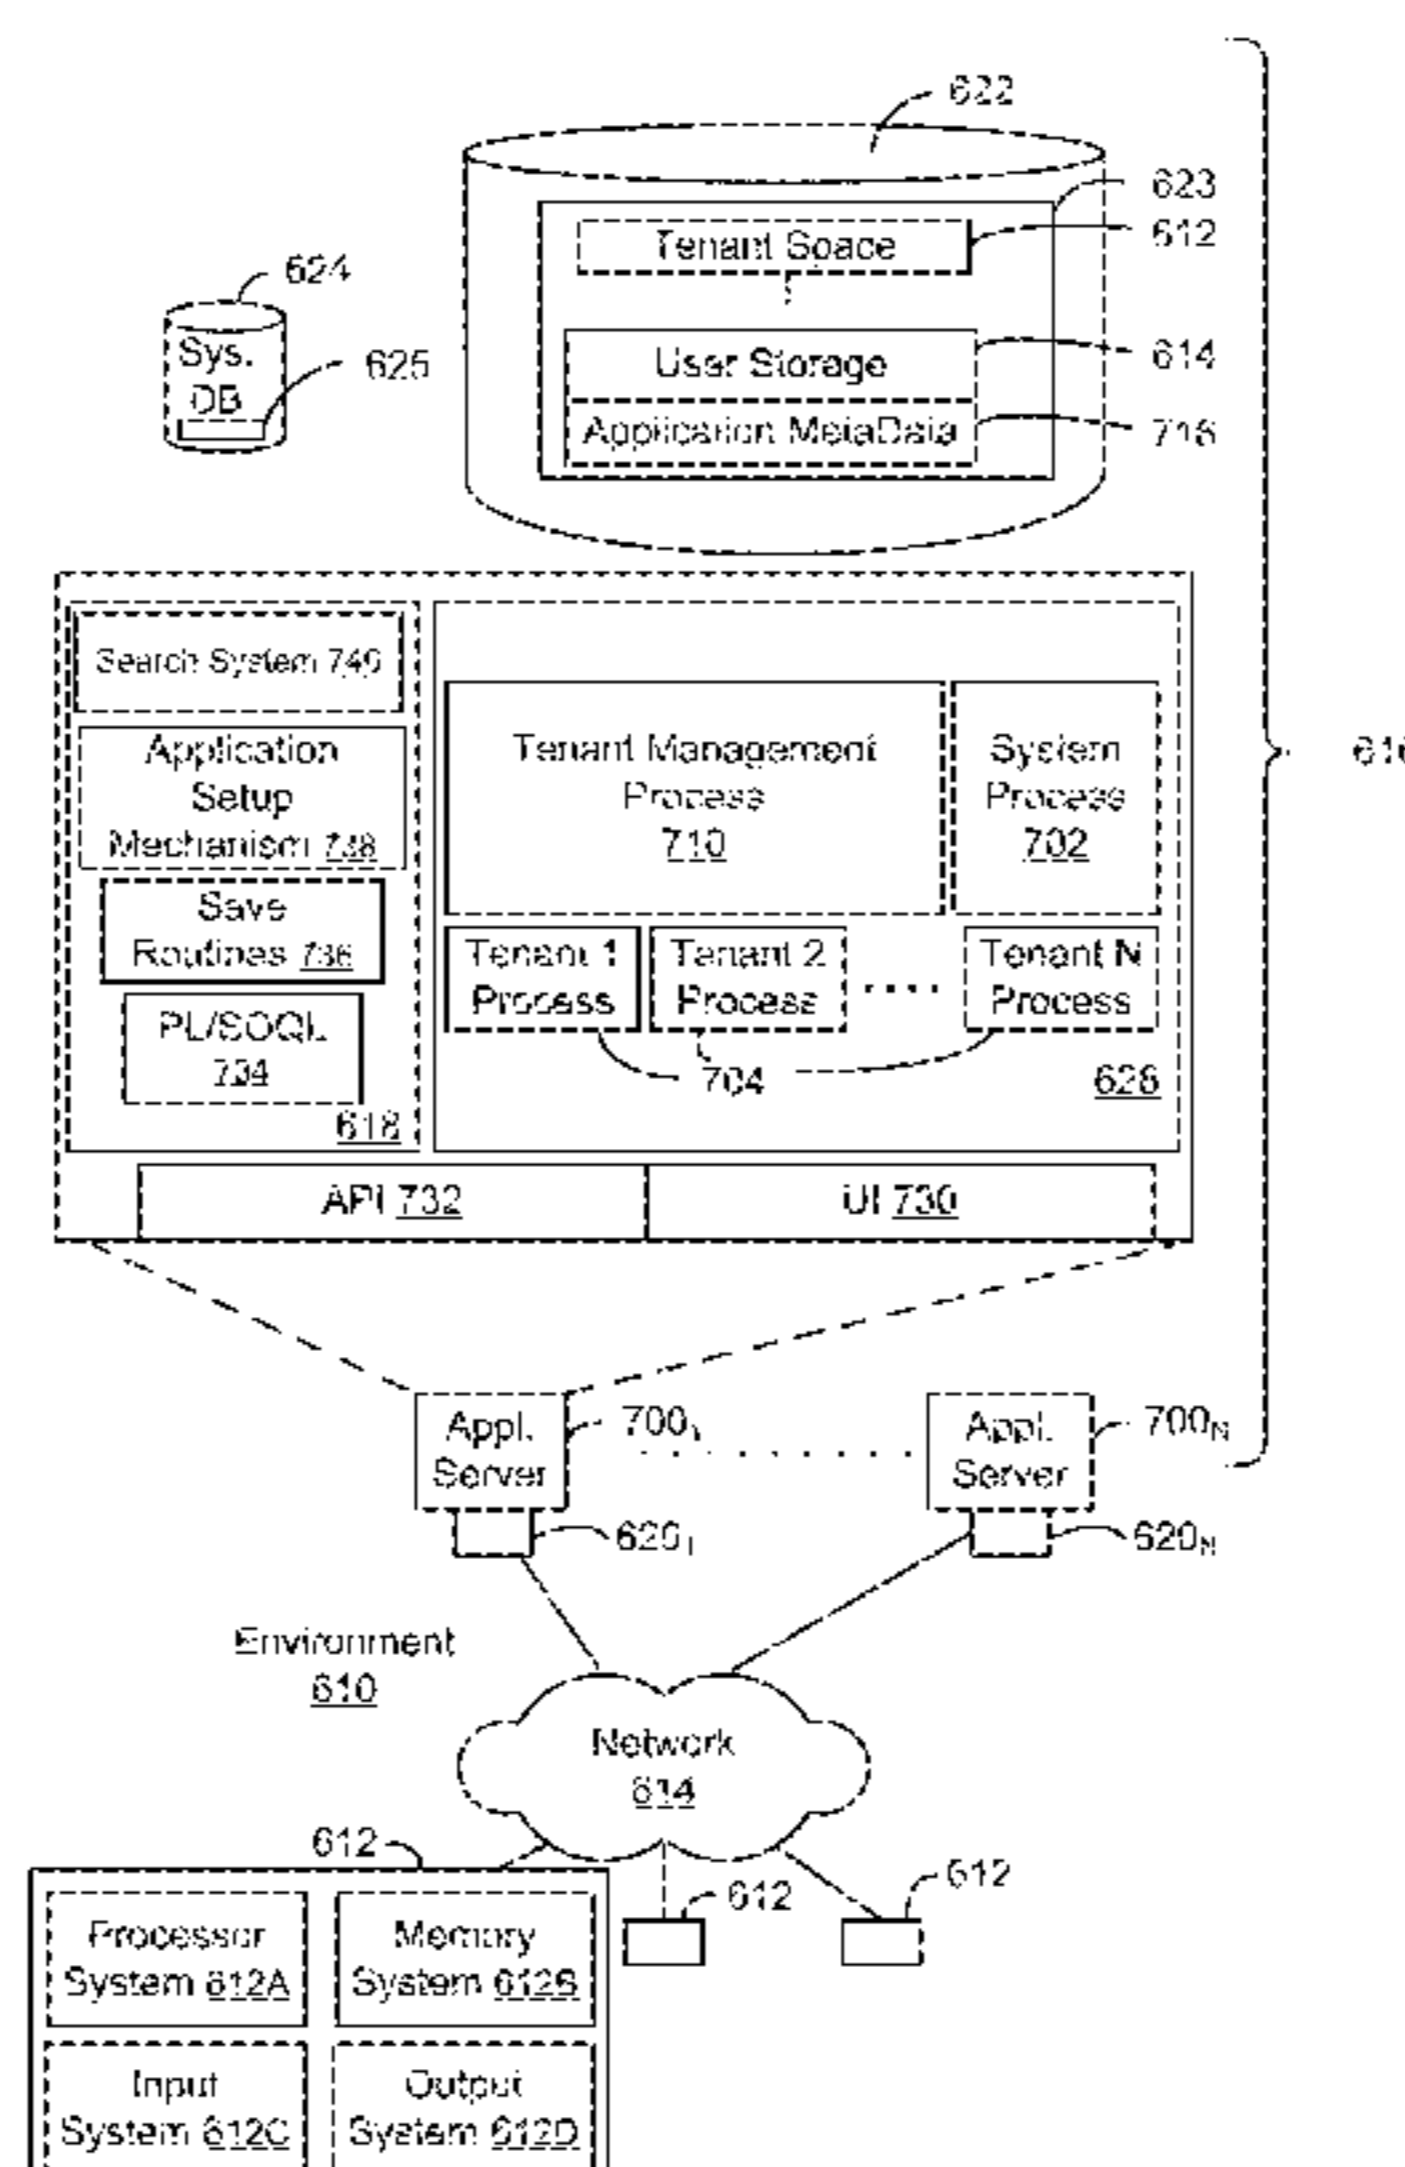 622
623
Tenant Space
612
624
Sys.
DB
625
User Storage
614
Application MetaData
716
Search System 740
Application
Setup
Mechanism 738
Save
Routines 736
PL/SOQL
734
618
Tenant Management
Process
710
System
Process
702
Tenant 1
Process
Tenant 2
Process
Tenant N
Process
704
628
API 732
UI 730
616
Appl.
Server
700₁
Appl.
Server
700N
620₁
620N
Environment
610
Network
614
612
612
612
Processor
System 612A
Memory
System 612B
Input
System 612C
Output
System 612D